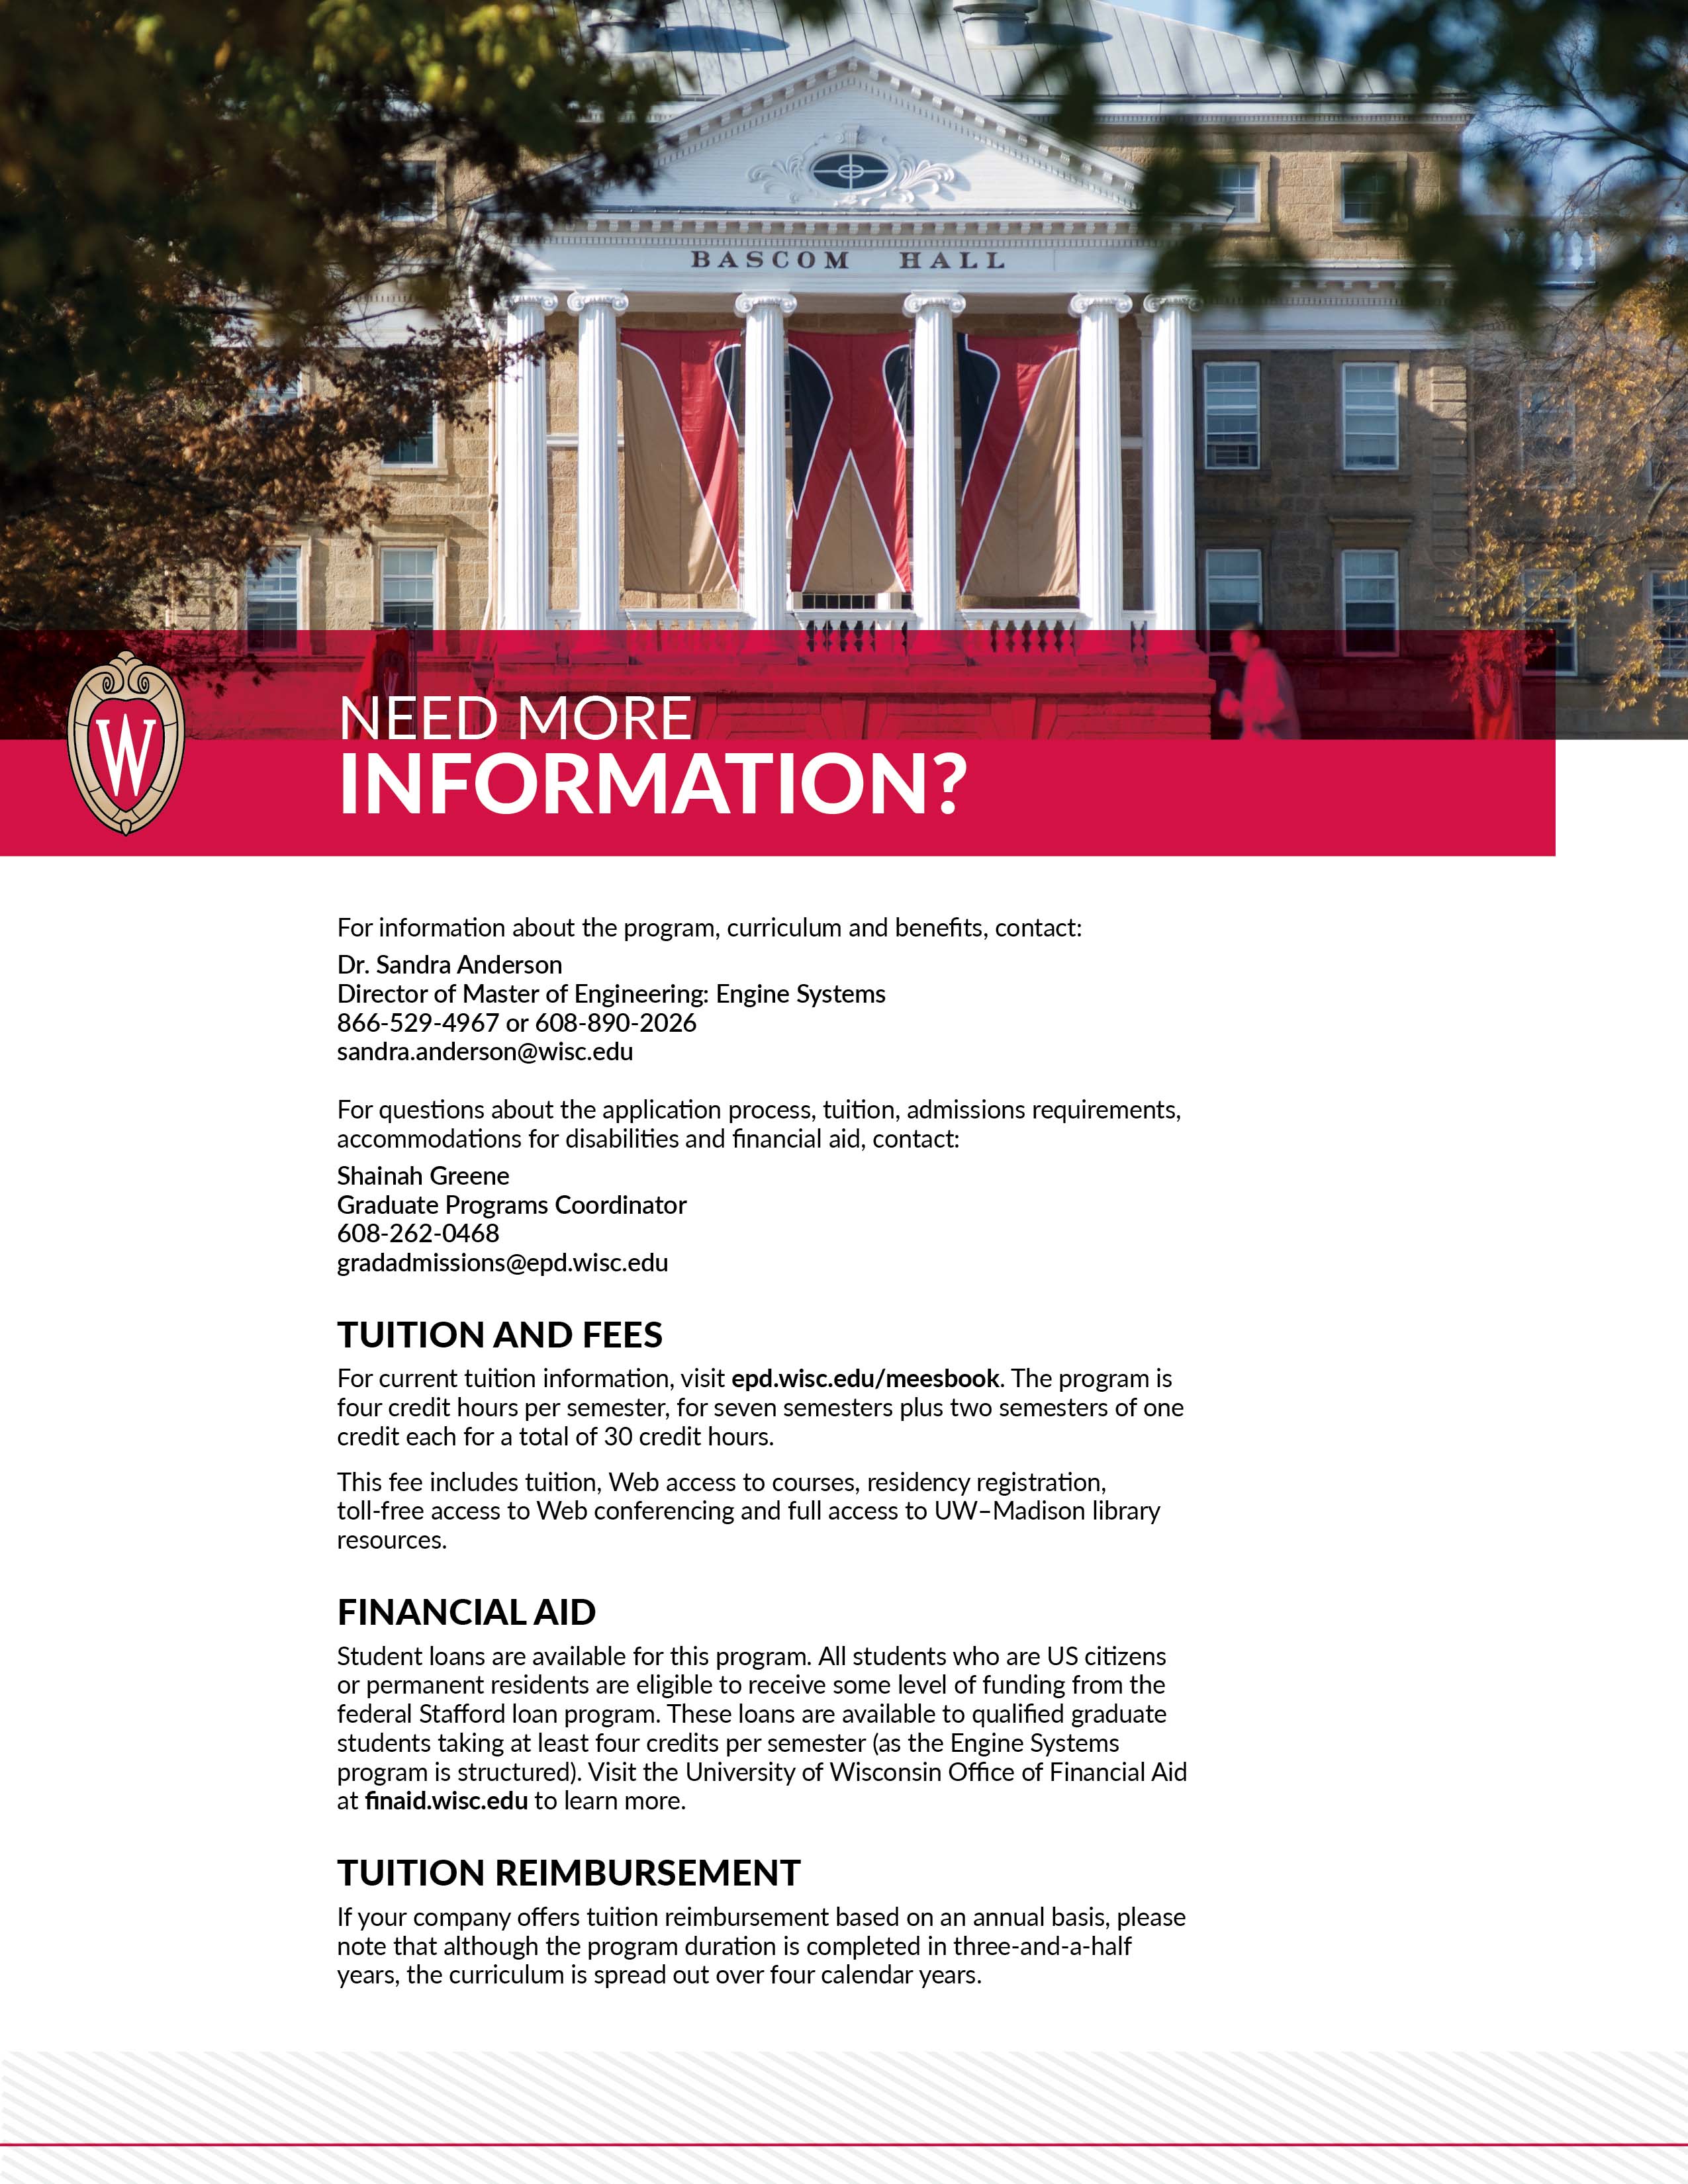 BASCOM HALL
W
W
NEED MORE
INFORMATION?
For information about the program, curriculum and benefits, contact:
Dr. Sandra Anderson
Director of Master of Engineering: Engine Systems
866-529-4967 or 608-890-2026
sandra.anderson@wisc.edu
For questions about the application process, tuition, admissions requirements,
accommodations for disabilities and financial aid, contact:
Shainah Greene
Graduate Programs Coordinator
608-262-0468
gradadmissions@epd.wisc.edu
TUITION AND FEES
For current tuition information, visit epd.wisc.edu/meesbook. The program is
four credit hours per semester, for seven semesters plus two semesters of one
credit each for a total of 30 credit hours.
This fee includes tuition, Web access to courses, residency registration,
toll-free access to Web conferencing and full access to UW–Madison library
resources.
FINANCIAL AID
Student loans are available for this program. All students who are US citizens
or permanent residents are eligible to receive some level of funding from the
federal Stafford loan program. These loans are available to qualified graduate
students taking at least four credits per semester (as the Engine Systems
program is structured). Visit the University of Wisconsin Office of Financial Aid
at finaid.wisc.edu to learn more.
TUITION REIMBURSEMENT
If your company offers tuition reimbursement based on an annual basis, please
note that although the program duration is completed in three-and-a-half
years, the curriculum is spread out over four calendar years.